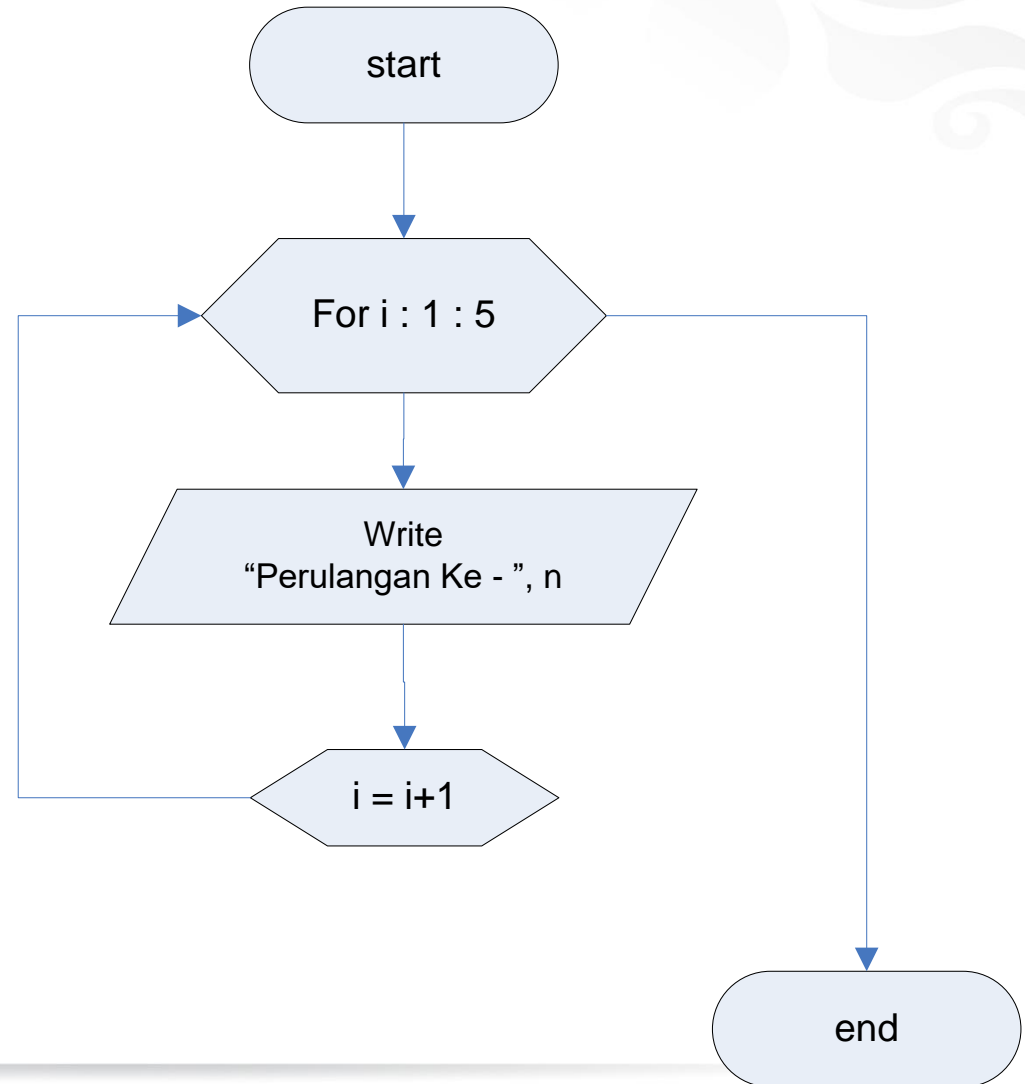 start
For i : 1 : 5
Write
“Perulangan Ke - ”, n
i = i+1
end